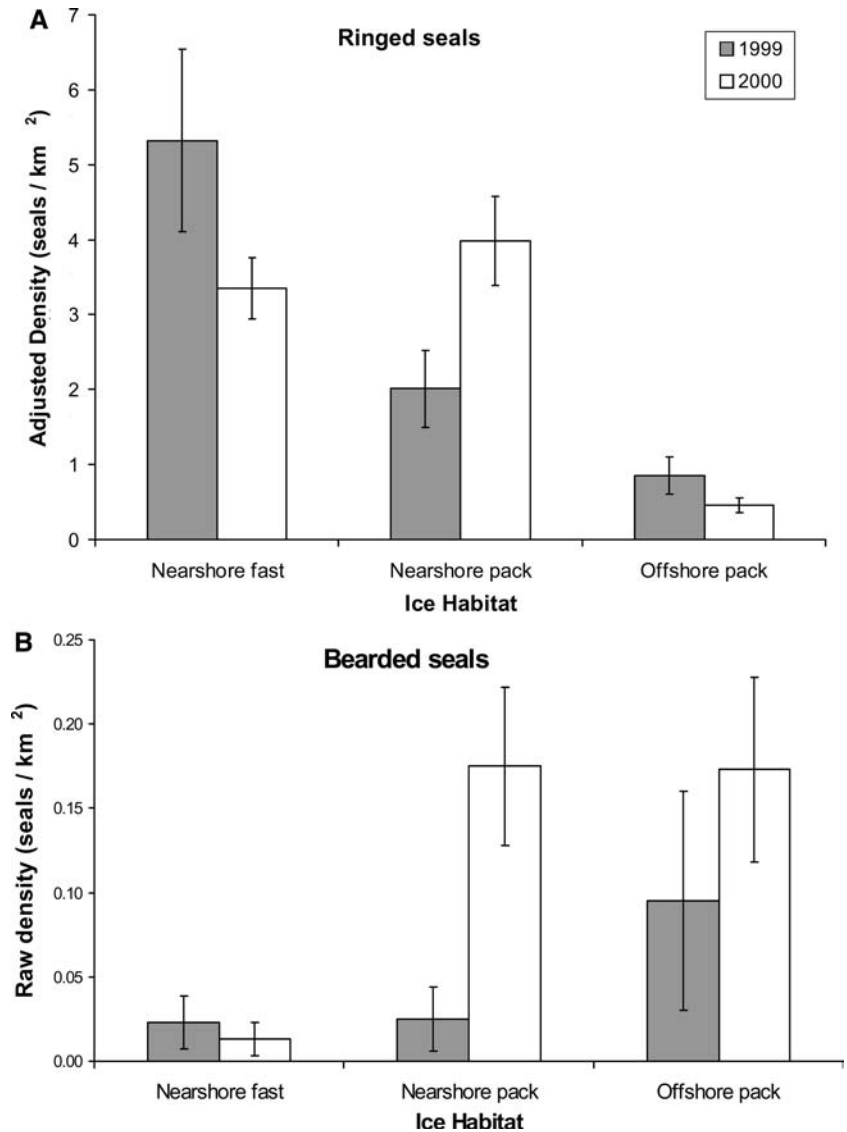 A
Ringed seals
1999
2000
Adjusted Density (seals / km 2)
7
6
5
4
3
2
1
0
Nearshore fast Nearshore pack Offshore pack
Ice Habitat
B
Bearded seals
Raw density (seals / km 2)
0.25
0.20
0.15
0.10
0.05
0.00
Nearshore fast Nearshore pack Offshore pack
Ice Habitat